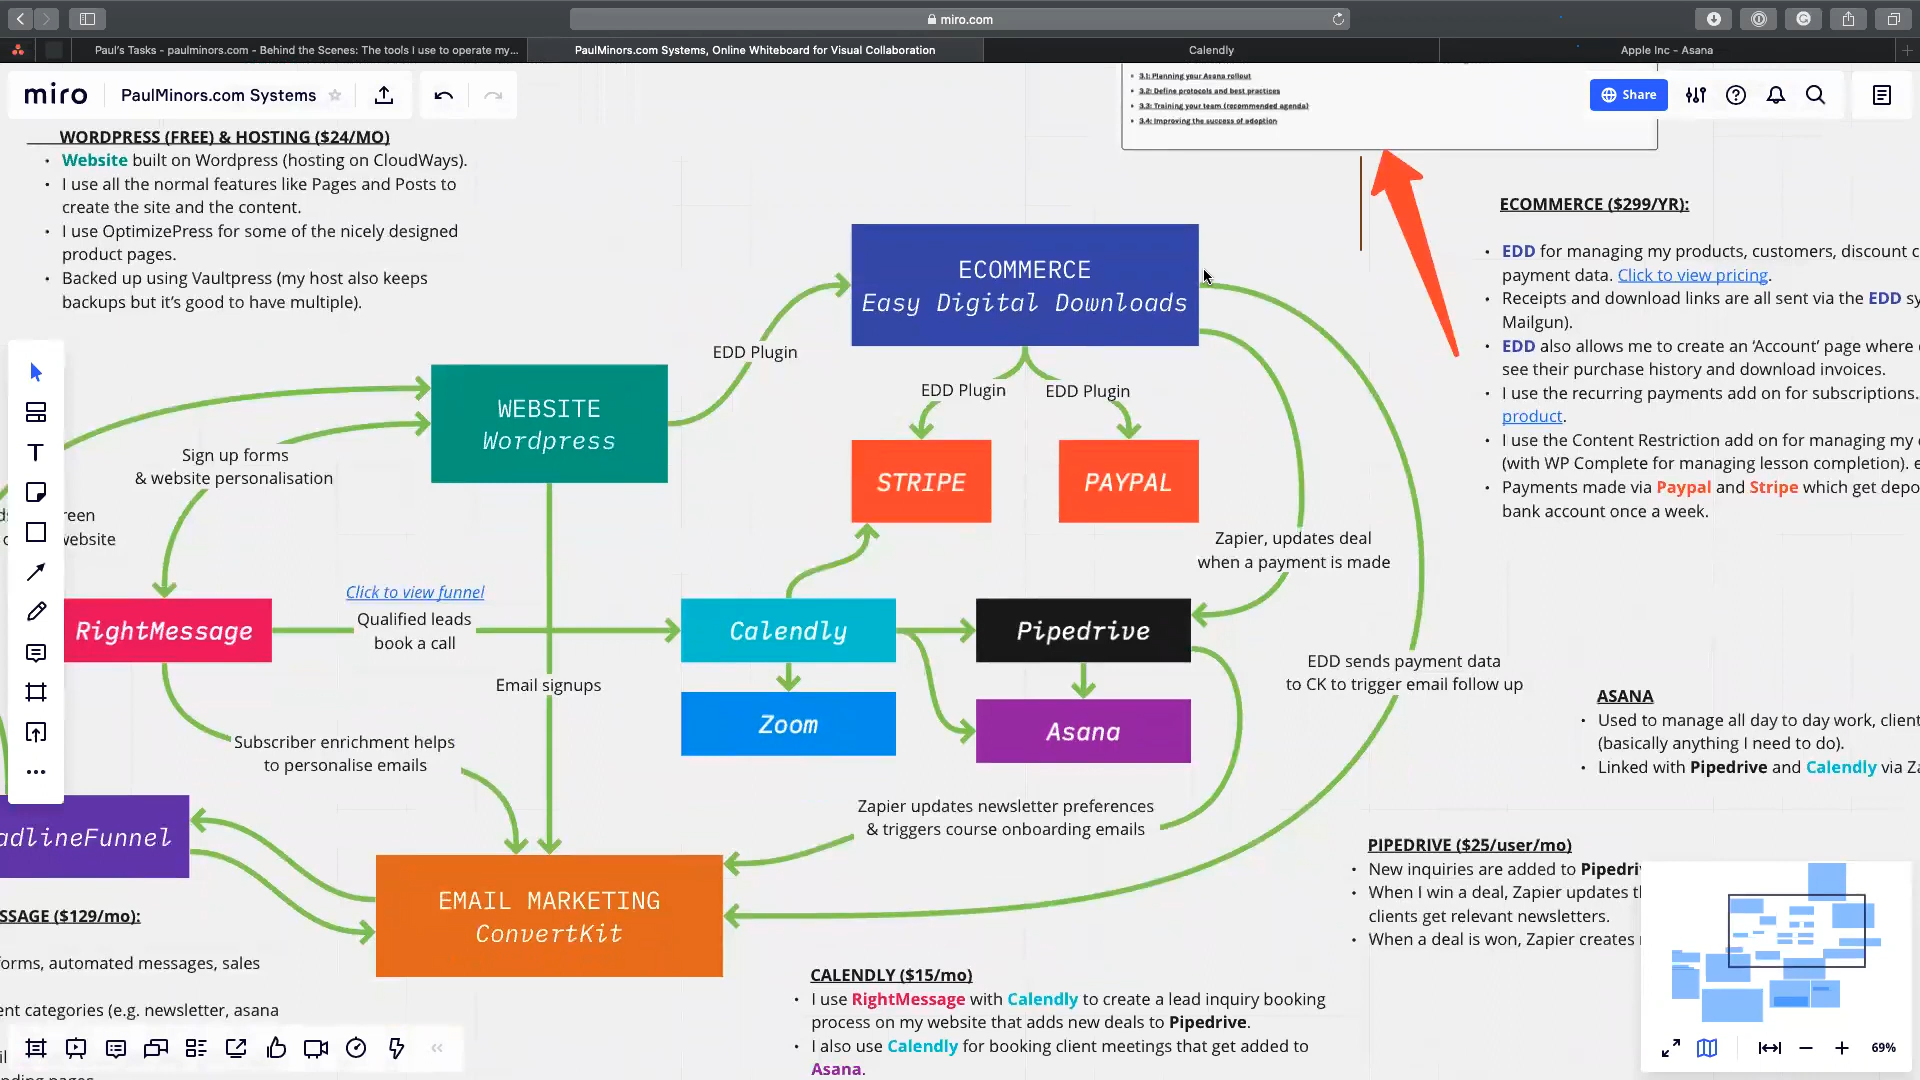 miro.com
Paul's Tasks - paulminors.com - Behind the Scenes: The tools I use to operate my...
PaulMinors.com Systems, Online Whiteboard for Visual Collaboration
Calendly
Apple Inc - Asana
miro
PaulMinors.com Systems
Share
• 3.1: Planning your Asana rollout
• 3.2: Define protocols and best practices
• 3.3: Training your team (recommended agenda)
• 3.4: Improving the success of adoption
WORDPRESS (FREE) & HOSTING ($24/MO)
• Website built on Wordpress (hosting on CloudWays).
• I use all the normal features like Pages and Posts to
create the site and the content.
• I use OptimizePress for some of the nicely designed
product pages.
• Backed up using Vaultpress (my host also keeps
backups but it's good to have multiple).
ECOMMERCE
Easy Digital Downloads
EDD Plugin
EDD Plugin
EDD Plugin
WEBSITE
Wordpress
STRIPE
PAYPAL
Sign up forms
& website personalisation
reen
website
Zapier, updates deal
when a payment is made
Click to view funnel
Qualified leads
book a call
RightMessage
Calendly
Pipedrive
Email signups
EDD sends payment data
to CK to trigger email follow up
Zoom
Asana
Subscriber enrichment helps
to personalise emails
Zapier updates newsletter preferences
& triggers course onboarding emails
adlineFunnel
EMAIL MARKETING
ConvertKit
ECOMMERCE ($299/YR):
• EDD for managing my products, customers, discount c
payment data. Click to view pricing.
• Receipts and download links are all sent via the EDD sy
Mailgun).
• EDD also allows me to create an 'Account' page where
see their purchase history and download invoices.
• I use the recurring payments add on for subscriptions.
product.
• I use the Content Restriction add on for managing my
(with WP Complete for managing lesson completion). e
• Payments made via Paypal and Stripe which get depo
bank account once a week.
ASANA
• Used to manage all day to day work, client
(basically anything I need to do).
• Linked with Pipedrive and Calendly via Za
PIPEDRIVE ($25/user/mo)
• New inquiries are added to Pipedriv
• When I win a deal, Zapier updates t
clients get relevant newsletters.
• When a deal is won, Zapier creates
SSAGE ($129/mo):
orms, automated messages, sales
ent categories (e.g. newsletter, asana
CALENDLY ($15/mo)
• I use RightMessage with Calendly to create a lead inquiry booking
process on my website that adds new deals to Pipedrive.
• I also use Calendly for booking client meetings that get added to
Asana.
69%